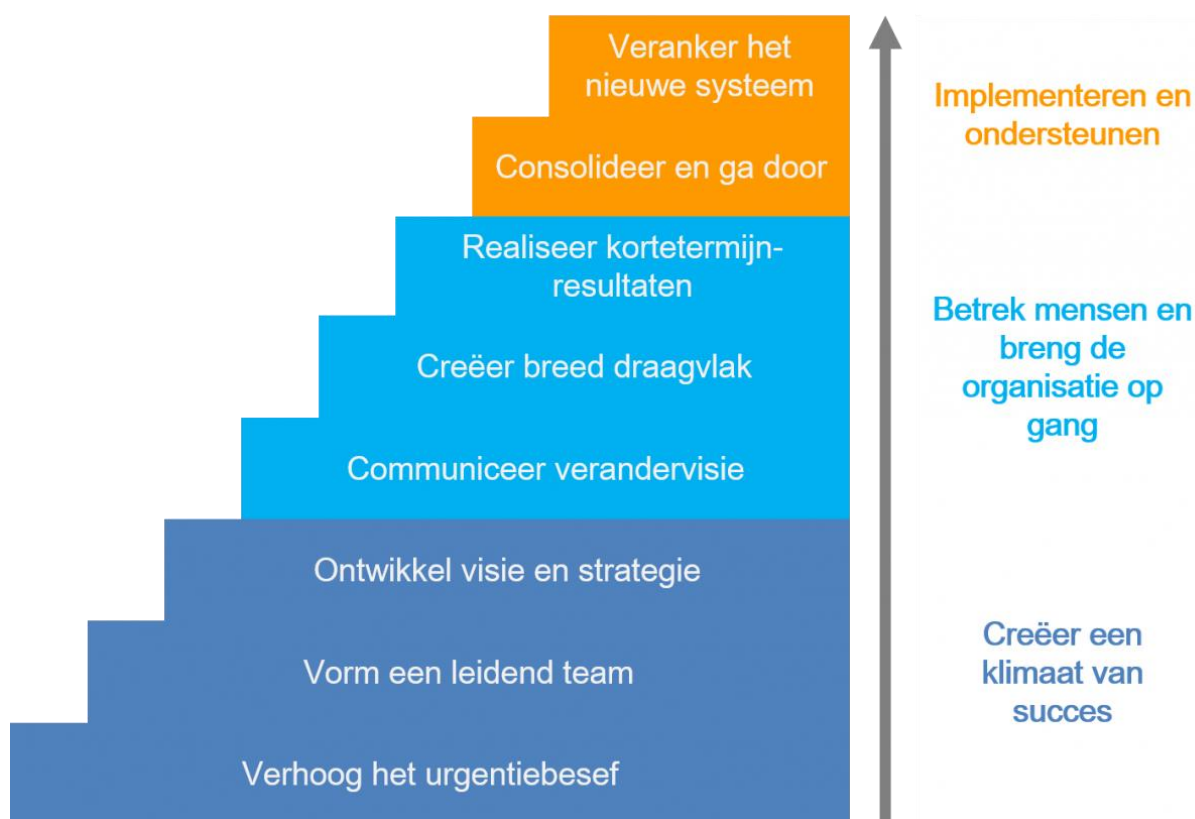 Veranker het
nieuwe systeem
Consolideer en ga door
Realiseer kortetermijn-
resultaten
Creëer breed draagvlak
Communiceer verandervisie
Ontwikkel visie en strategie
Vorm een leidend team
Verhoog het urgentiebesef
Implementeren en
ondersteunen
Betrek mensen en
breng de
organisatie op
gang
Creëer een
klimaat van
succes